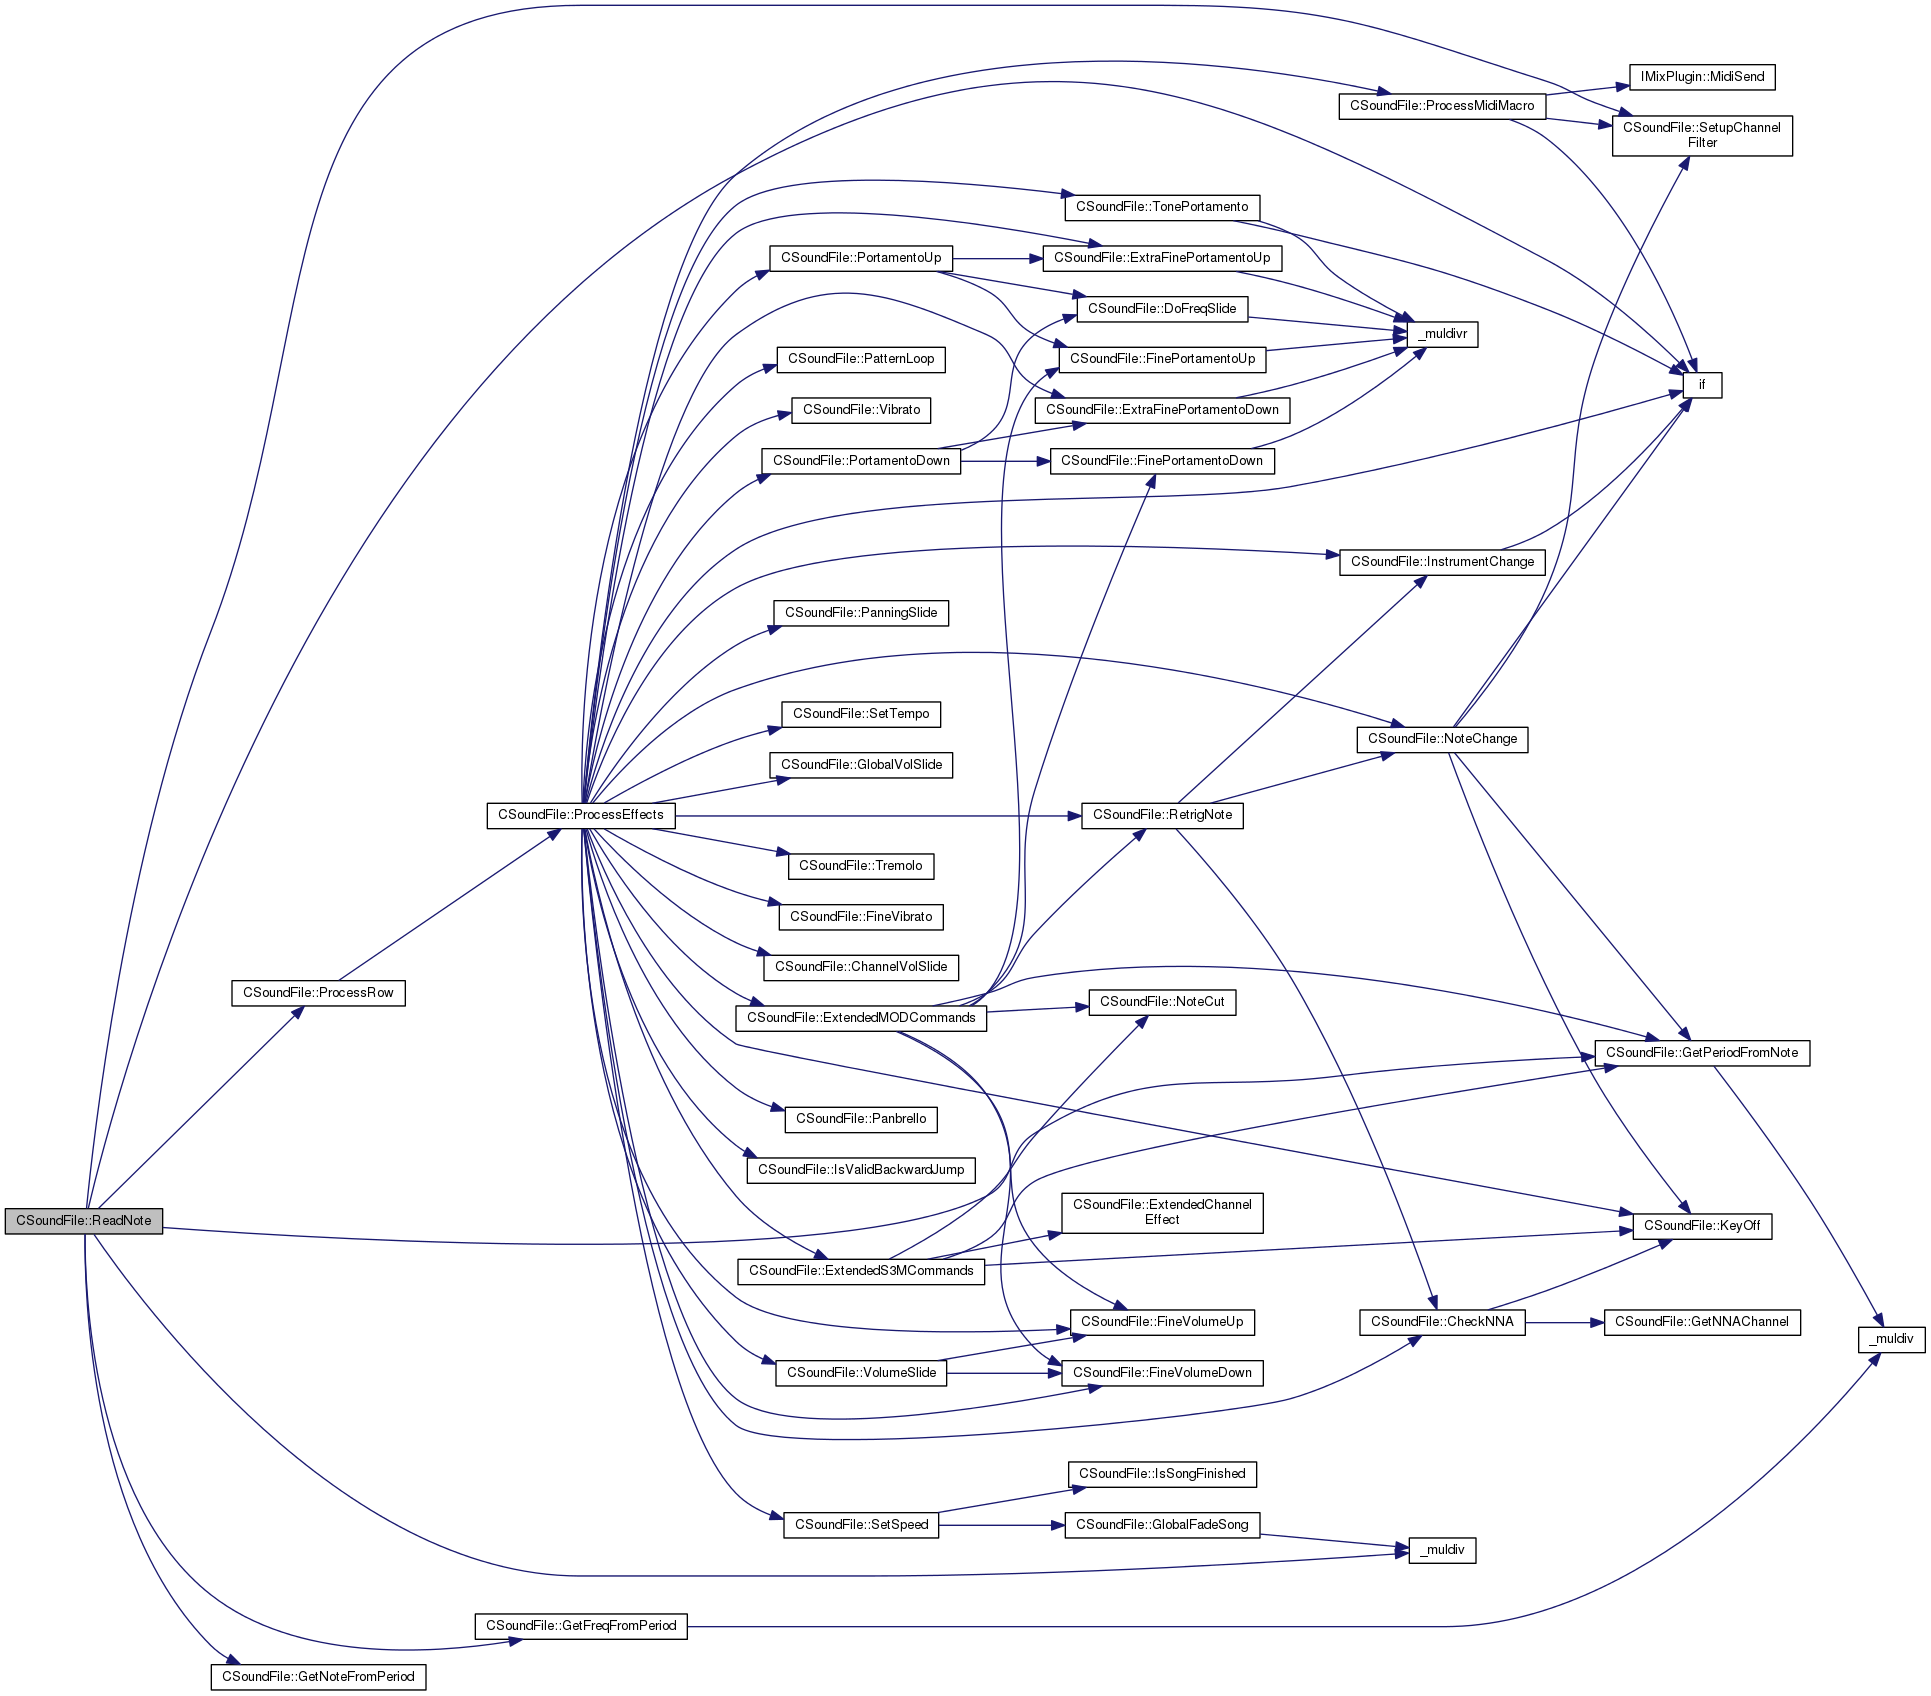 IMixPlugin::MidiSend
CSoundFile::ProcessMidiMacro
CSoundFile::SetupChannel
Filter
CSoundFile::TonePortamento
CSoundFile::PortamentoUp
CSoundFile::ExtraFinePortamentoUp
CSoundFile::DoFreqSlide
_muldivr
CSoundFile::PatternLoop
CSoundFile::FinePortamentoUp
if
CSoundFile::Vibrato
CSoundFile::ExtraFinePortamentoDown
CSoundFile::PortamentoDown
CSoundFile::FinePortamentoDown
CSoundFile::InstrumentChange
CSoundFile::PanningSlide
CSoundFile::SetTempo
CSoundFile::NoteChange
CSoundFile::GlobalVolSlide
CSoundFile::ProcessEffects
CSoundFile::RetrigNote
CSoundFile::Tremolo
CSoundFile::FineVibrato
CSoundFile::ChannelVolSlide
CSoundFile::ProcessRow
CSoundFile::NoteCut
CSoundFile::ExtendedMODCommands
CSoundFile::GetPeriodFromNote
CSoundFile::Panbrello
CSoundFile::IsValidBackwardJump
CSoundFile::ExtendedChannel
Effect
CSoundFile::ReadNote
CSoundFile::KeyOff
CSoundFile::ExtendedS3MCommands
CSoundFile::FineVolumeUp
CSoundFile::CheckNNA
CSoundFile::GetNNAChannel
_muldiv
CSoundFile::VolumeSlide
CSoundFile::FineVolumeDown
CSoundFile::IsSongFinished
CSoundFile::SetSpeed
CSoundFile::GlobalFadeSong
_muldiv
CSoundFile::GetFreqFromPeriod
CSoundFile::GetNoteFromPeriod